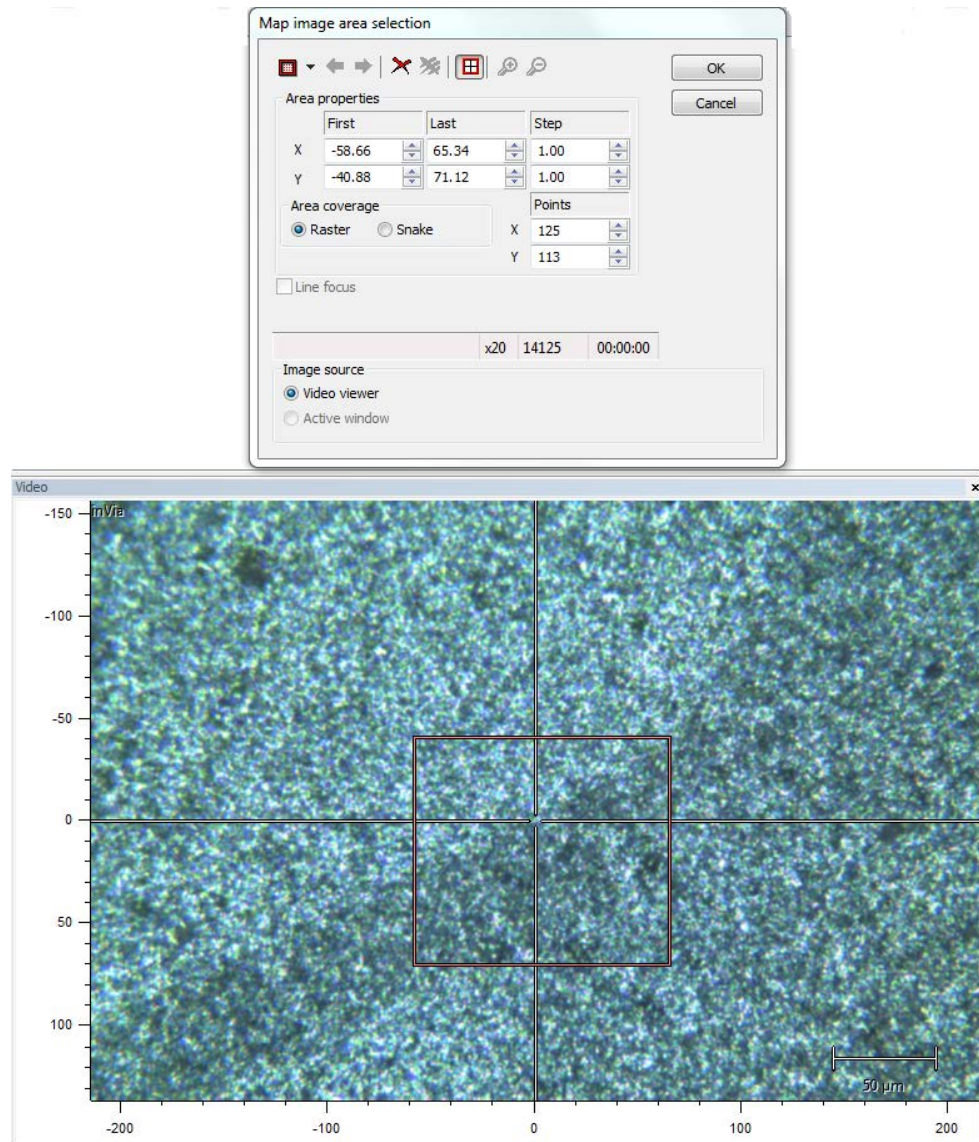 Map image area selection
OK
Cancel
Area properties
First Last Step
X -58.66 65.34 1.00
Y -40.88 71.12 1.00
Area coverage
Points
Raster Snake X 125
Y 113
Line focus
x20 14125 00:00:00
Image source
Video viewer
Active window
Video
mVia
-150
-100
-50
0
50
100
50 µm
-200 -100 0 100 200